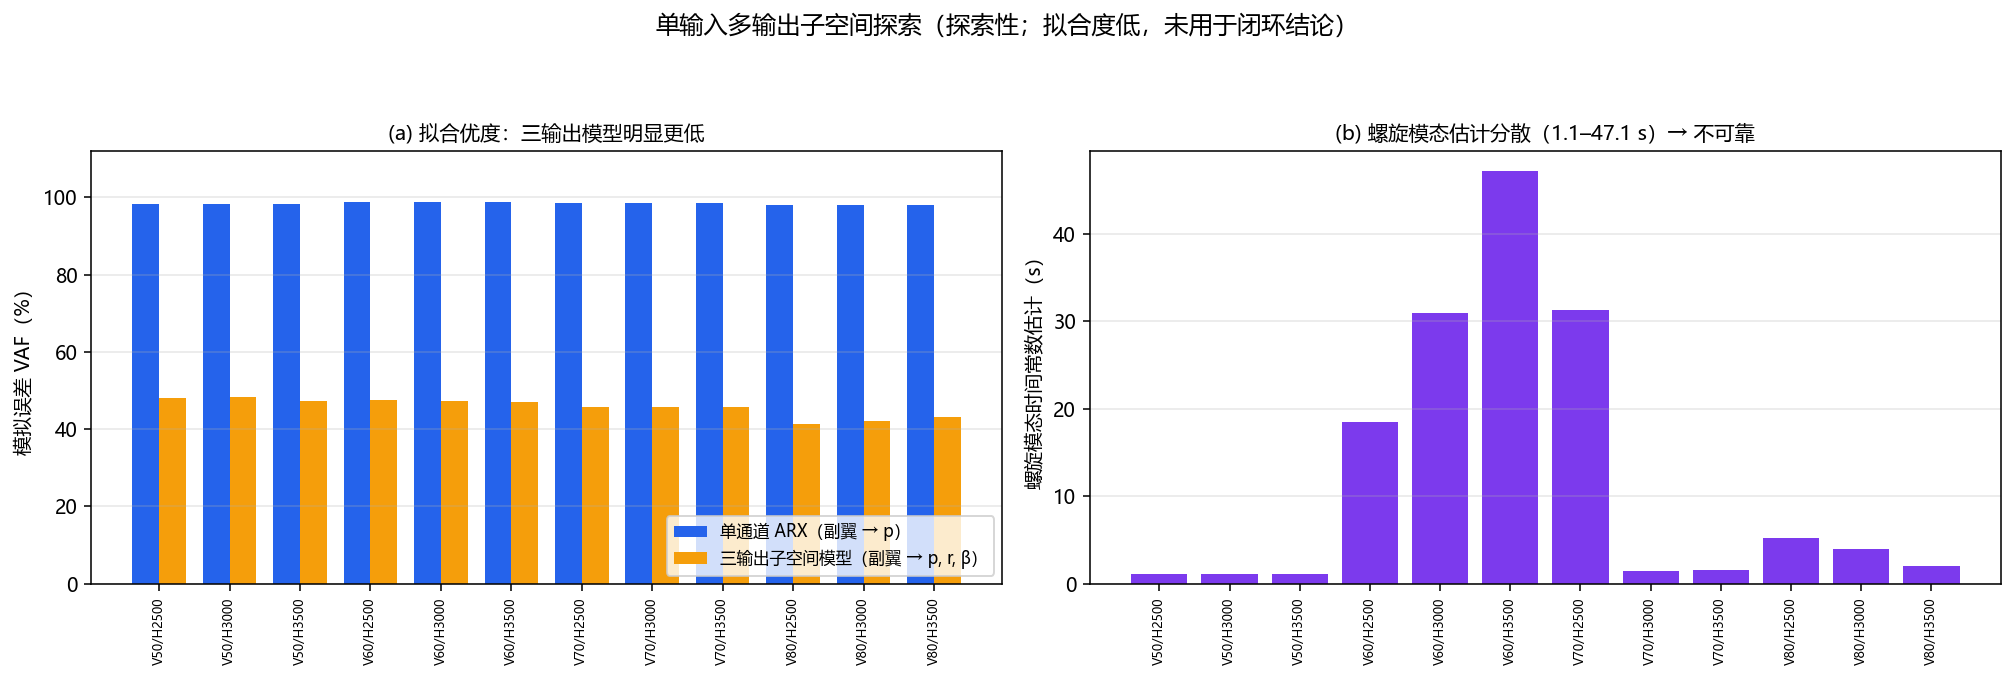 单输入多输出子空间探索（探索性；拟合度低，未用于闭环结论）
(a) 拟合优度：三输出模型明显更低
模拟误差 VAF（%）
100
80
60
40
20
0
单通道 ARX（副翼 → p）
三输出子空间模型（副翼 → p, r, β）
V50/H2500
V50/H3000
V50/H3500
V60/H2500
V60/H3000
V60/H3500
V70/H2500
V70/H3000
V70/H3500
V80/H2500
V80/H3000
V80/H3500
(b) 螺旋模态估计分散（1.1–47.1 s）→ 不可靠
螺旋模态时间常数估计（s）
40
30
20
10
0
V50/H2500
V50/H3000
V50/H3500
V60/H2500
V60/H3000
V60/H3500
V70/H2500
V70/H3000
V70/H3500
V80/H2500
V80/H3000
V80/H3500